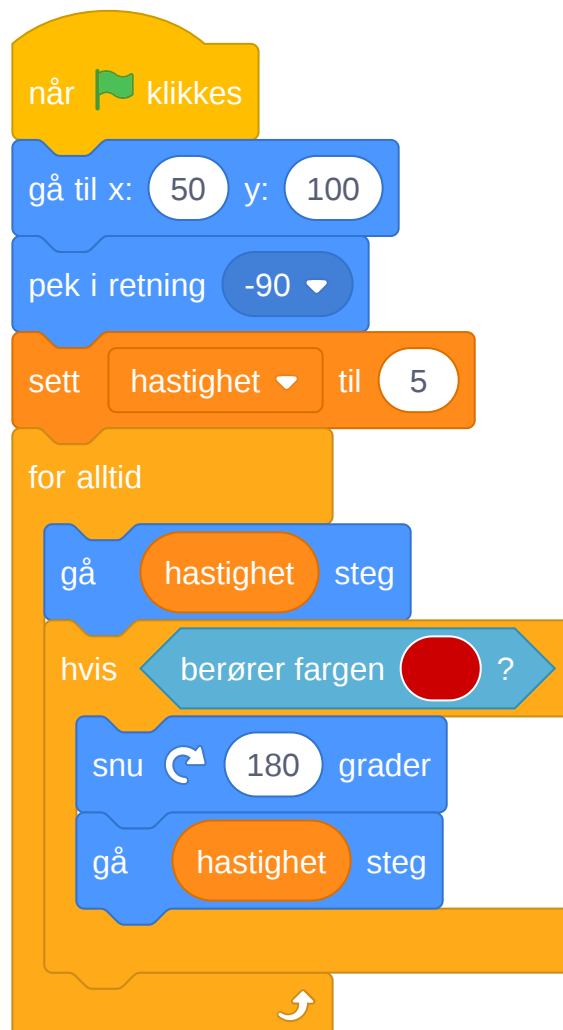 når klikkes
gå til x: 50 y: 100
pek i retning -90
sett hastighet til 5
for alltid
gå hastighet steg
hvis berører fargen ?
snu 180 grader
gå hastighet steg